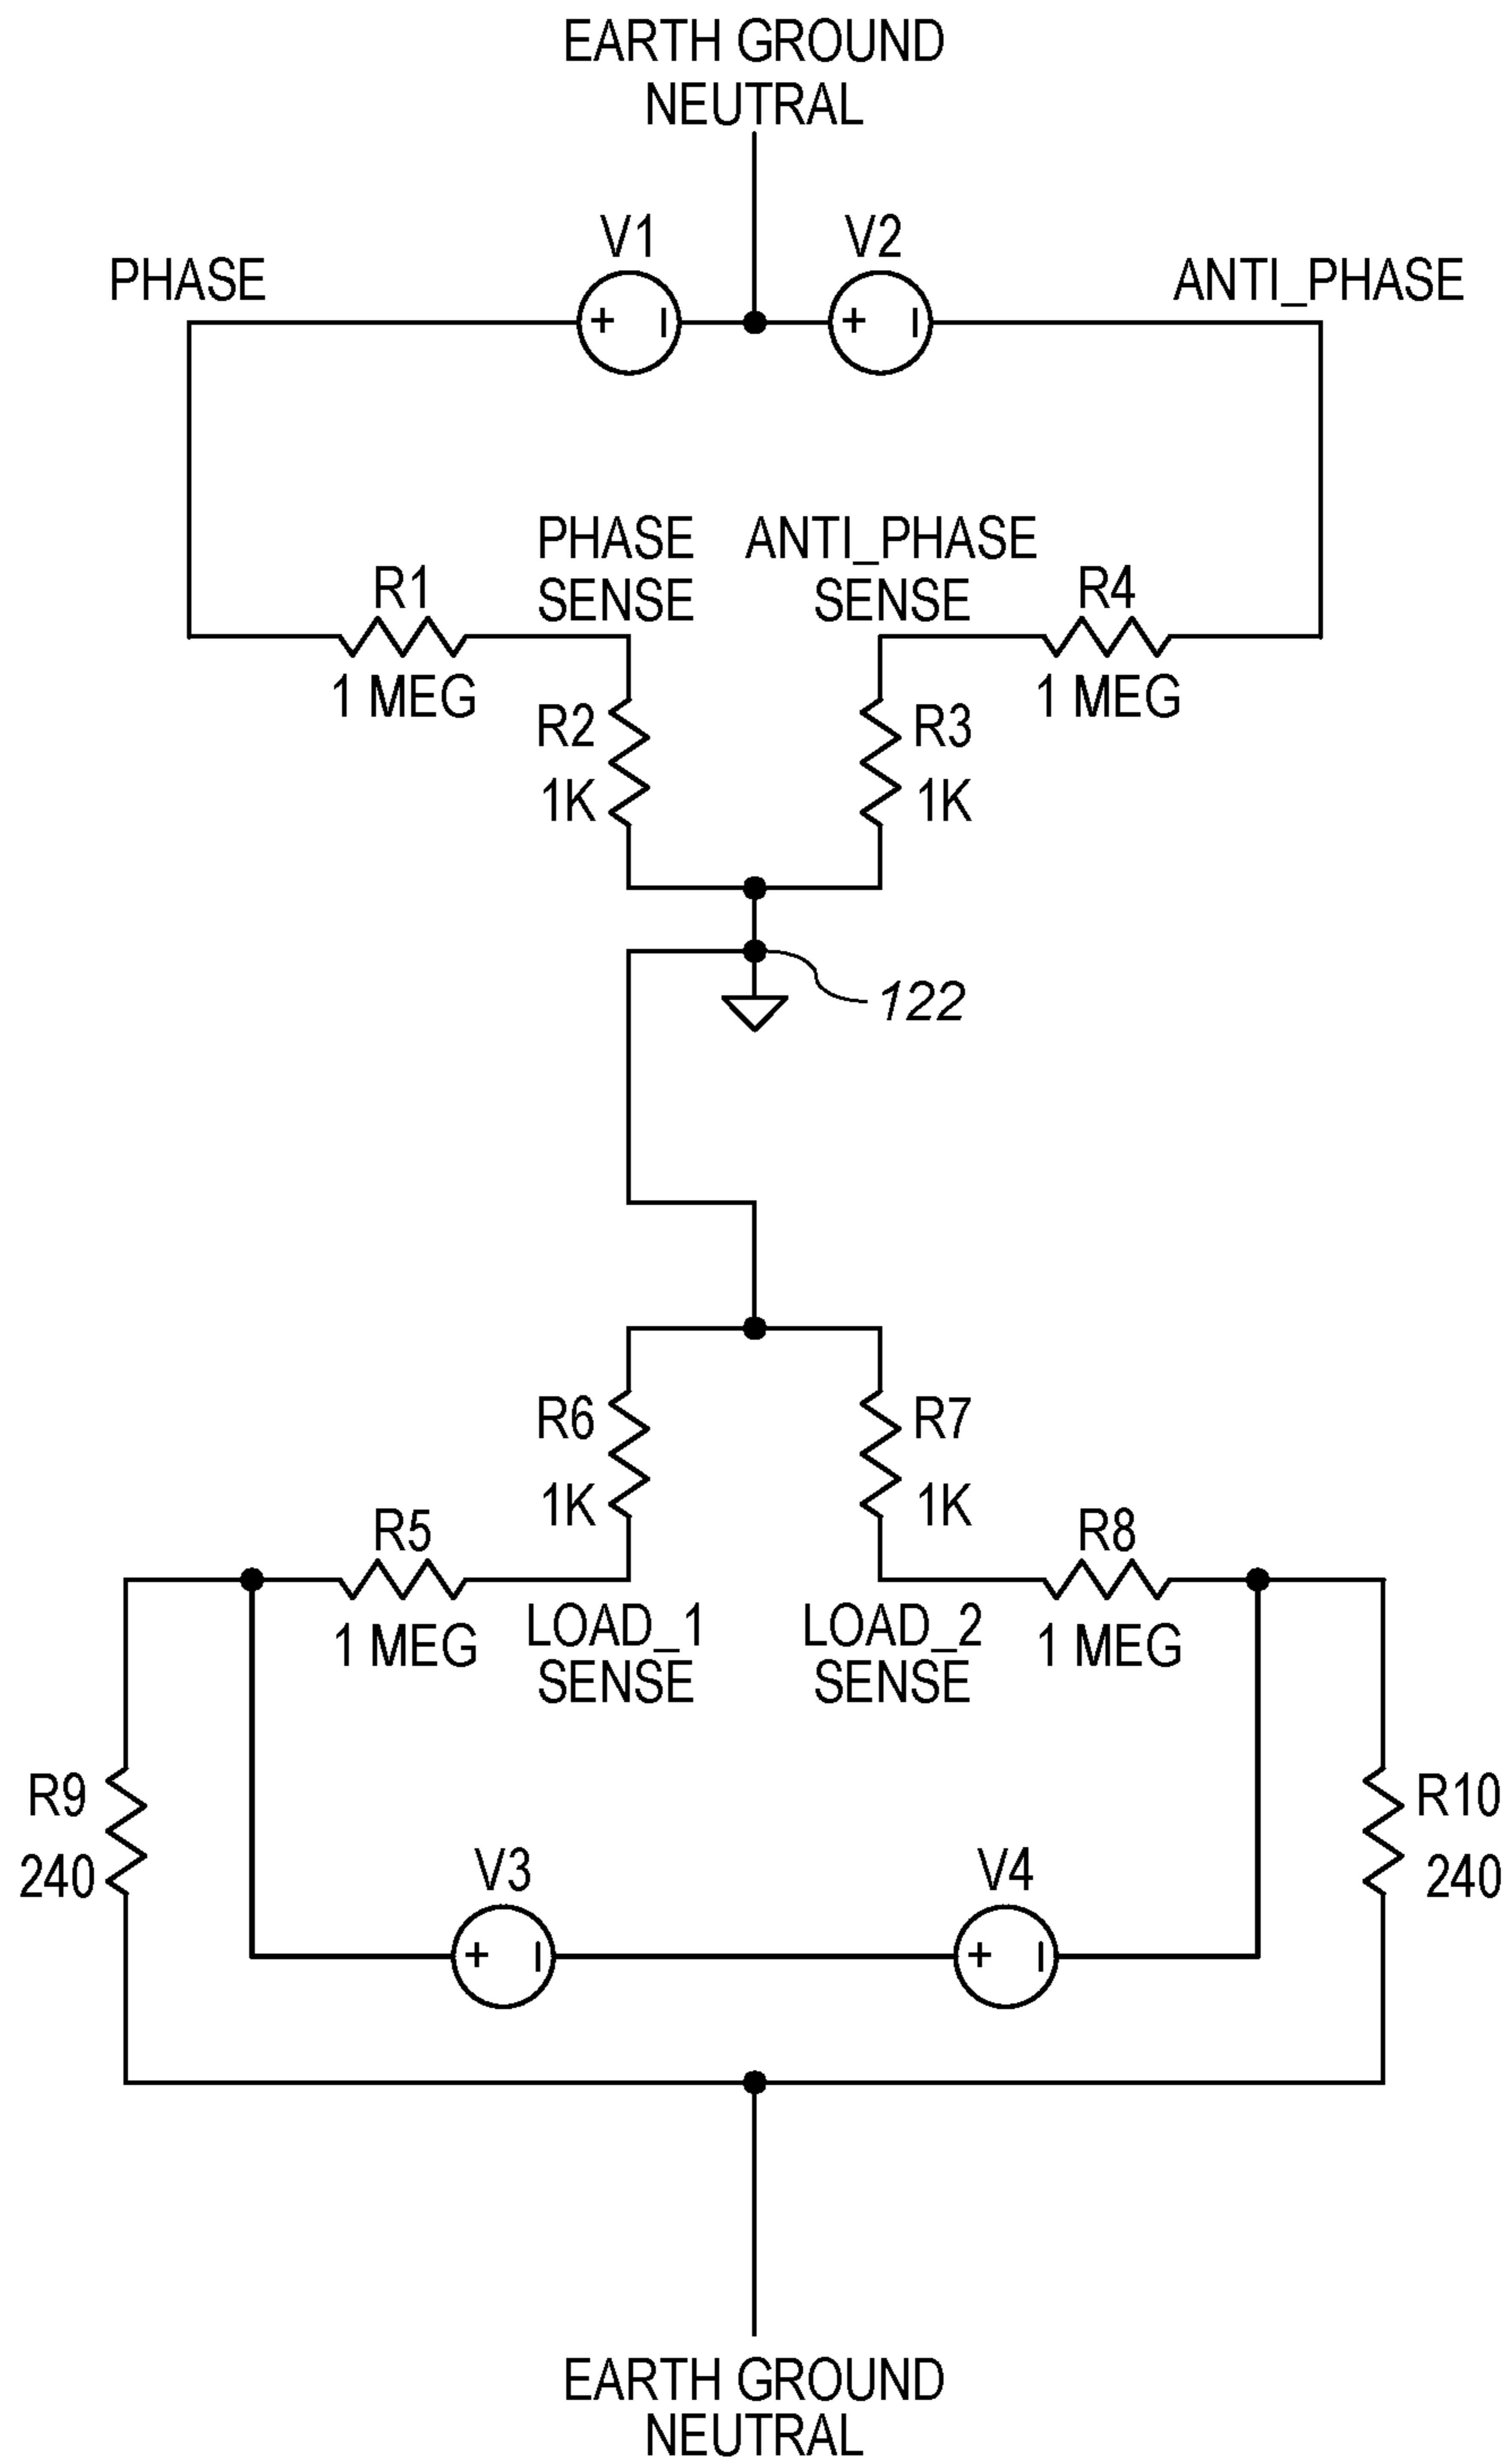 EARTH GROUND
NEUTRAL
V1
V2
PHASE
ANTI_PHASE
+
+
PHASE
SENSE
ANTI_PHASE
SENSE
R1
R4
1 MEG
1 MEG
R2
1K
R3
1K
122
R6
1K
R7
1K
R5
R8
1 MEG
1 MEG
LOAD_1
SENSE
LOAD_2
SENSE
R9
240
R10
240
V3
V4
+
+
EARTH GROUND
NEUTRAL